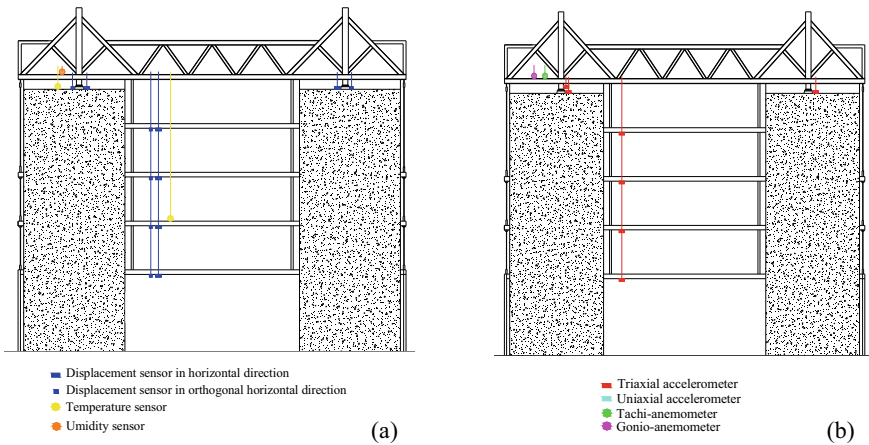 Displacement sensor in horizontal direction
Displacement sensor in orthogonal horizontal direction
Temperature sensor
Umidity sensor
(a)
Triaxial accelerometer
Uniaxial accelerometer
Tachi-anemometer
Gonio-anemometer
(b)